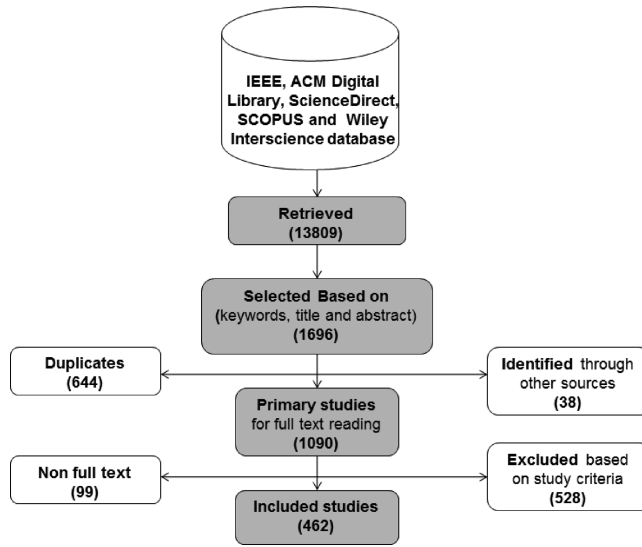 IEEE, ACM Digital
Library, ScienceDirect,
SCOPUS and Wiley
Interscience database
Retrieved
(13809)
Selected Based on
(keywords, title and abstract)
(1696)
Duplicates
(644)
Identified through
other sources
(38)
Primary studies
for full text reading
(1090)
Non full text
(99)
Excluded based
on study criteria
(528)
Included studies
(462)